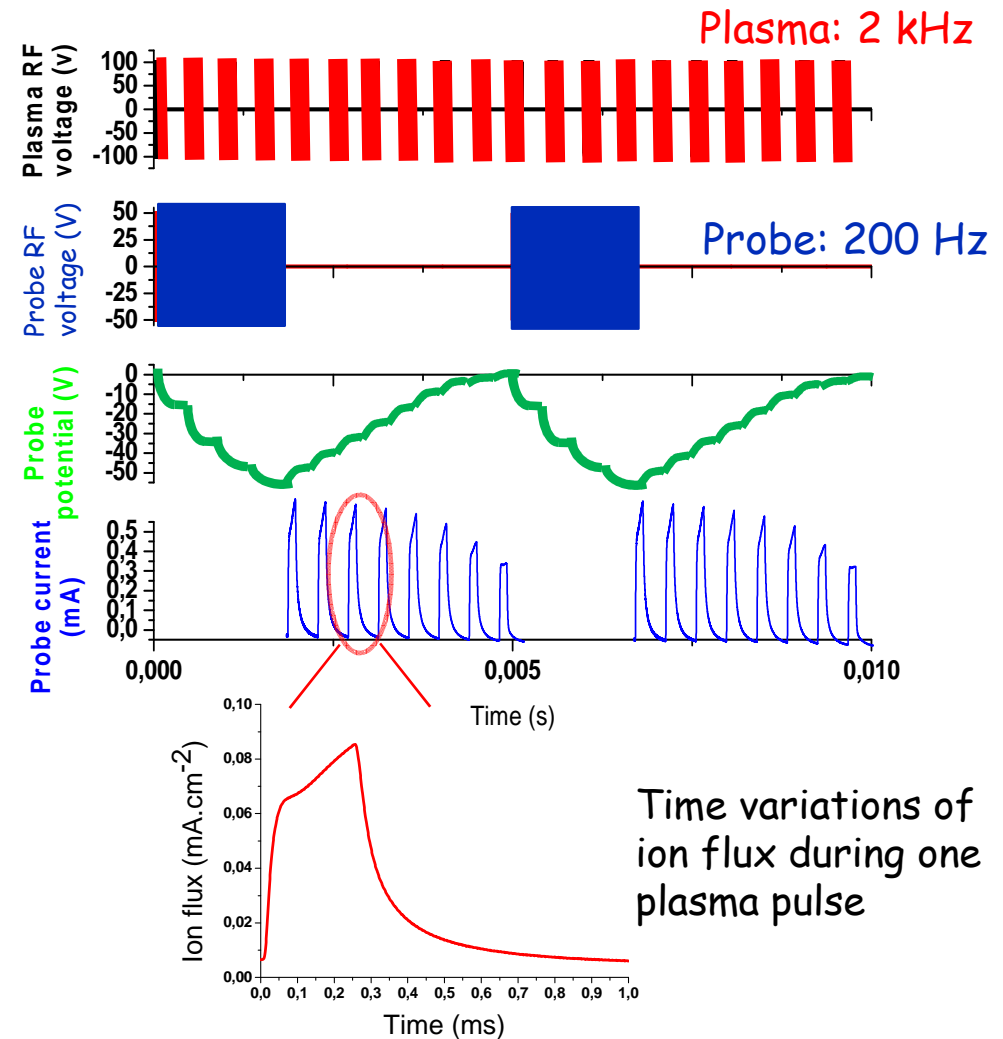 Plasma: 2 kHz
Plasma RF
voltage (v)
100
50
0
-50
-100
Probe: 200 Hz
Probe RF
voltage (V)
50
25
0
-25
-50
Probe
potential (V)
0
-10
-20
-30
-40
-50
Probe current
(mA)
0,5
0,4
0,3
0,2
0,1
0,0
0,000
0,005
0,010
Time (s)
Ion flux (mA.cm-2)
0,10
0,08
0,06
0,04
0,02
0,00
0,0 0,1 0,2 0,3 0,4 0,5 0,6 0,7 0,8 0,9 1,0
Time (ms)
Time variations of
ion flux during one
plasma pulse